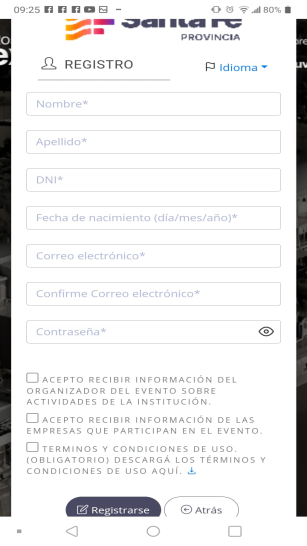 09:25
80%
Santa Fe
PROVINCIA
REGISTRO
Idioma
Nombre*
Apellido*
DNI*
Fecha de nacimiento (día/mes/año)*
Correo electrónico*
Confirme Correo electrónico*
Contraseña*
ACEPTO RECIBIR INFORMACIÓN DEL
ORGANIZADOR DEL EVENTO SOBRE
ACTIVIDADES DE LA INSTITUCIÓN.
ACEPTO RECIBIR INFORMACIÓN DE LAS
EMPRESAS QUE PARTICIPAN EN EL EVENTO.
TERMINOS Y CONDICIONES DE USO.
(OBLIGATORIO) DESCARGÁ LOS TÉRMINOS Y
CONDICIONES DE USO AQUÍ.
Registrarse
Atrás